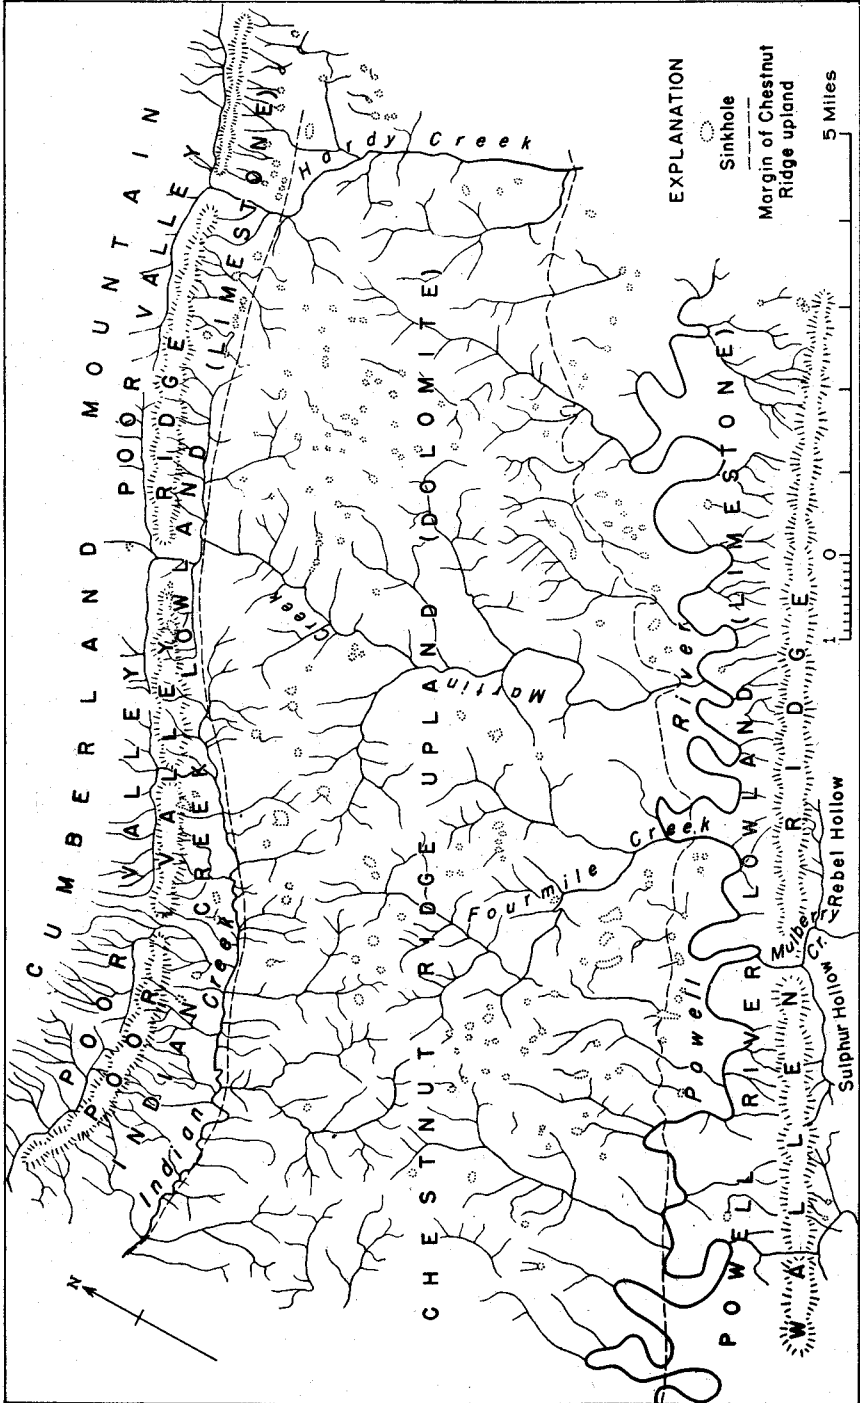 CUMBERLAND MOUNTAIN
POOR VALLEY
POOR VALLEY
POOR VALLEY RIDGE
INDIAN CREEK LOWLAND (LIMESTONE)
Indian Creek
Hardy Creek
Martin Creek
Fourmile Creek
CHESTNUT RIDGE UPLAND (DOLOMITE)
Powell River
POWELL RIVER LOWLAND (LIMESTONE)
WALLEN RIDGE
Mulberry
Cr.
Sulphur Hollow
Rebel Hollow
N
EXPLANATION
Sinkhole
Margin of Chestnut
Ridge upland
1 0 5 Miles